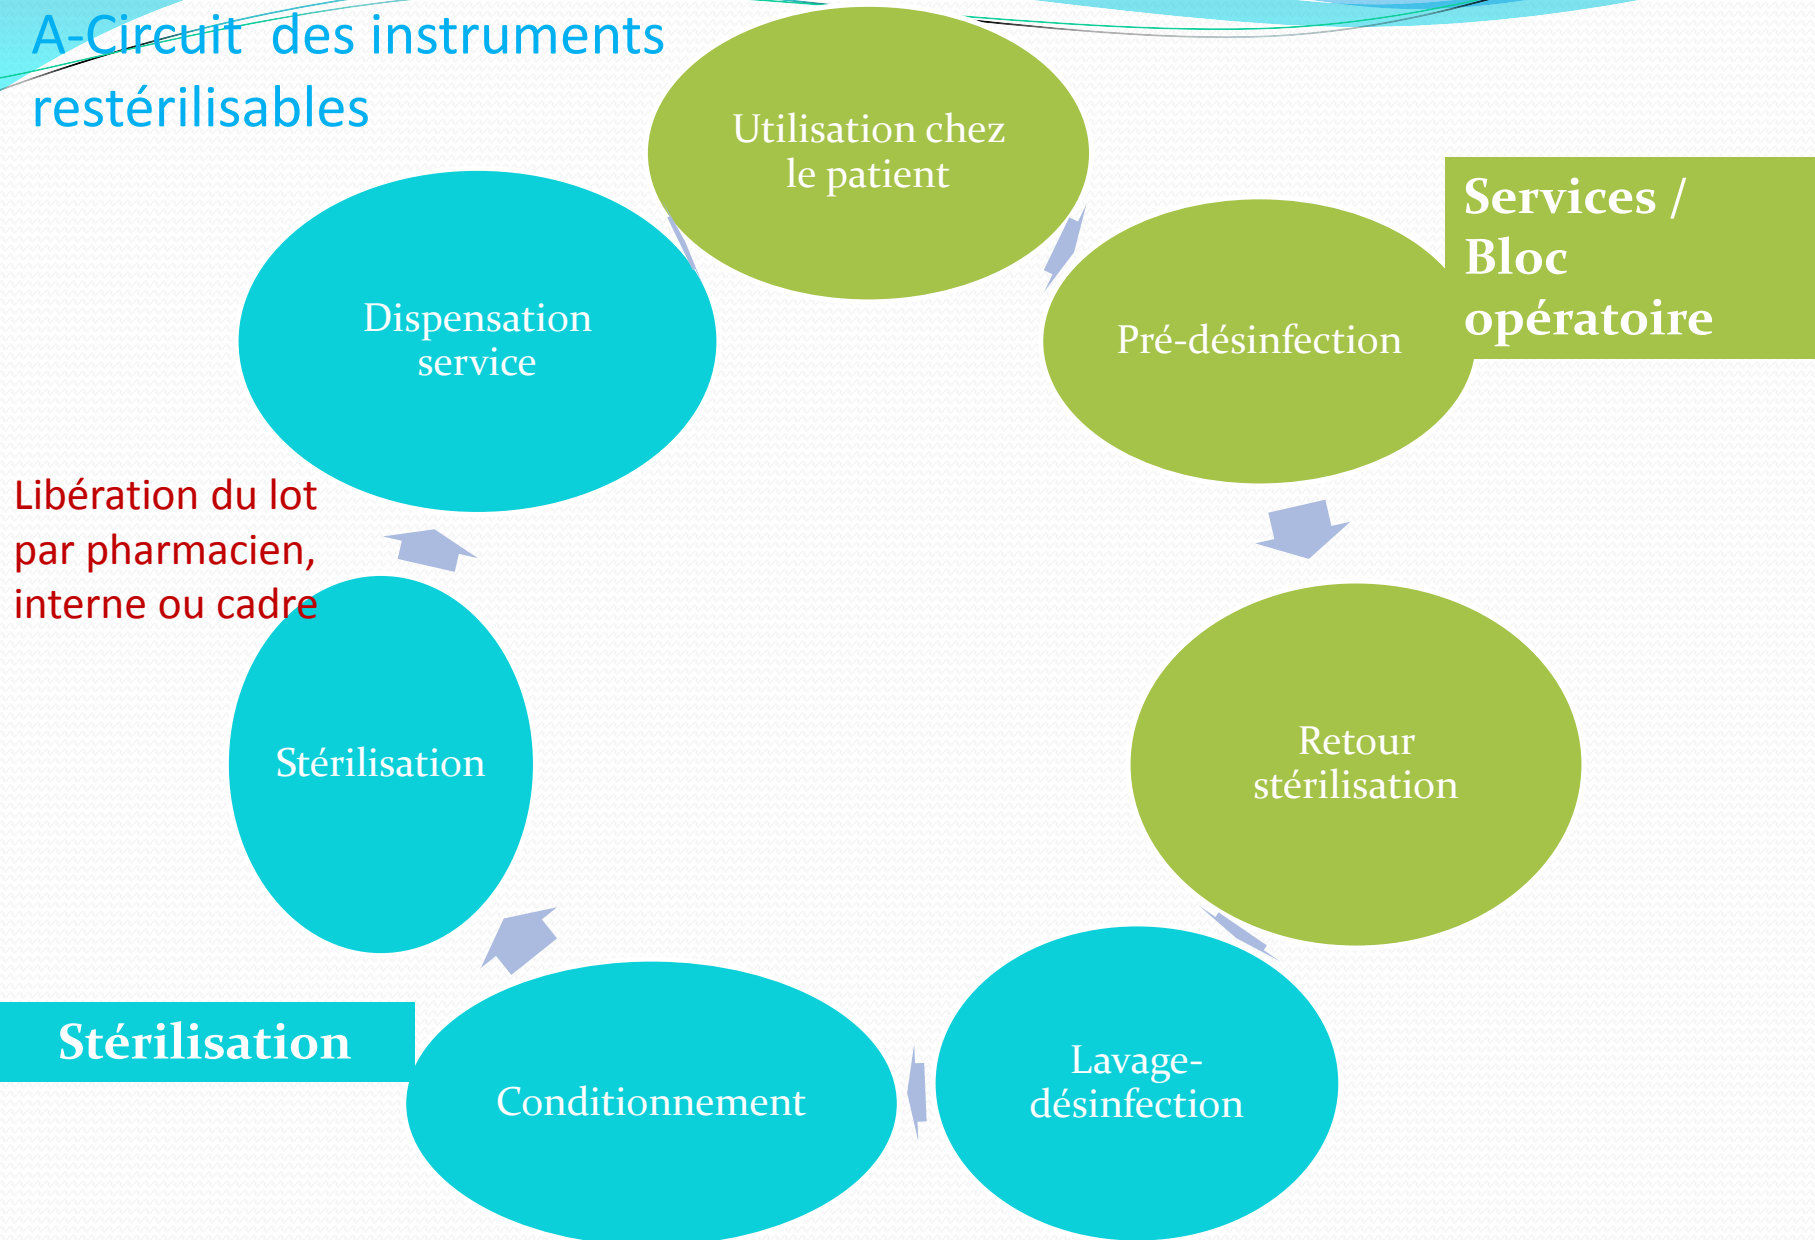 A-Circuit  des instruments
restérilisables
Utilisation chez
le patient
Services /
Bloc
opératoire
Pré-désinfection
Dispensation
service
Libération du lot
par pharmacien,
interne ou cadre
Retour
stérilisation
Stérilisation
Stérilisation
Lavage-
désinfection
Conditionnement